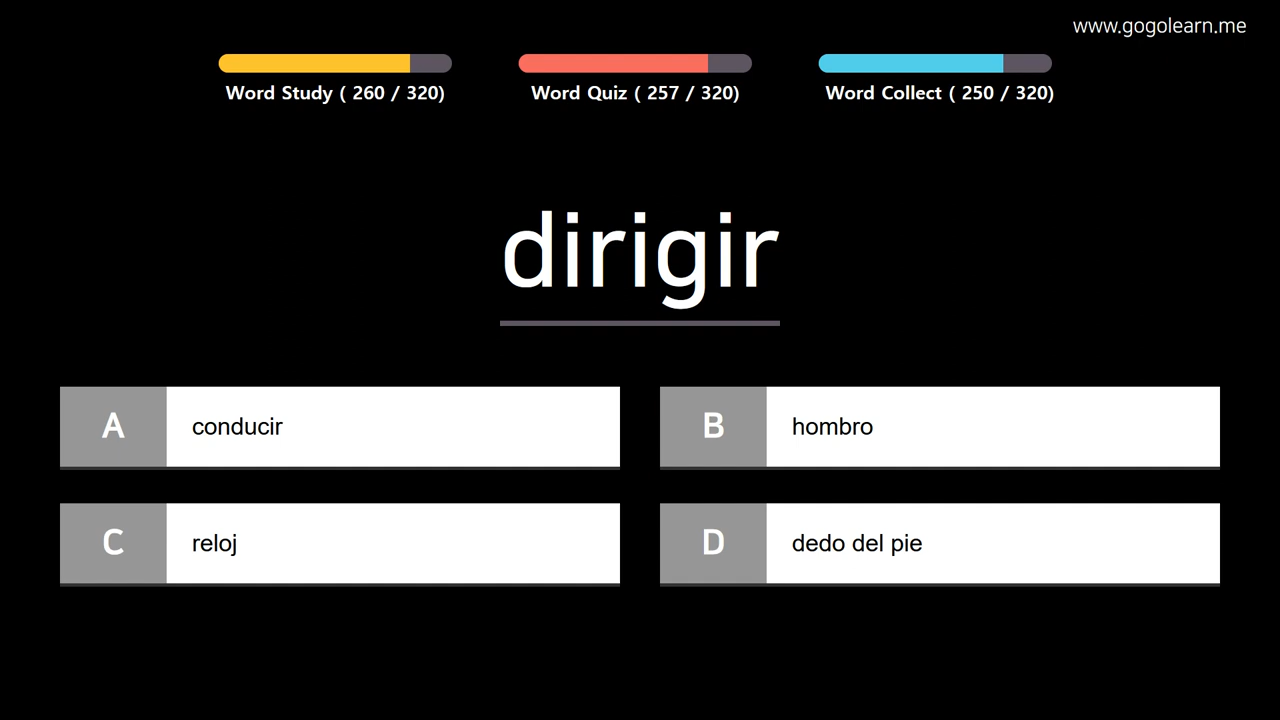 www.gogolearn.me
Word Study ( 260 / 320)
Word Quiz ( 257 / 320)
Word Collect ( 250 / 320)
dirigir
A conducir
B hombro
C reloj
D dedo del pie